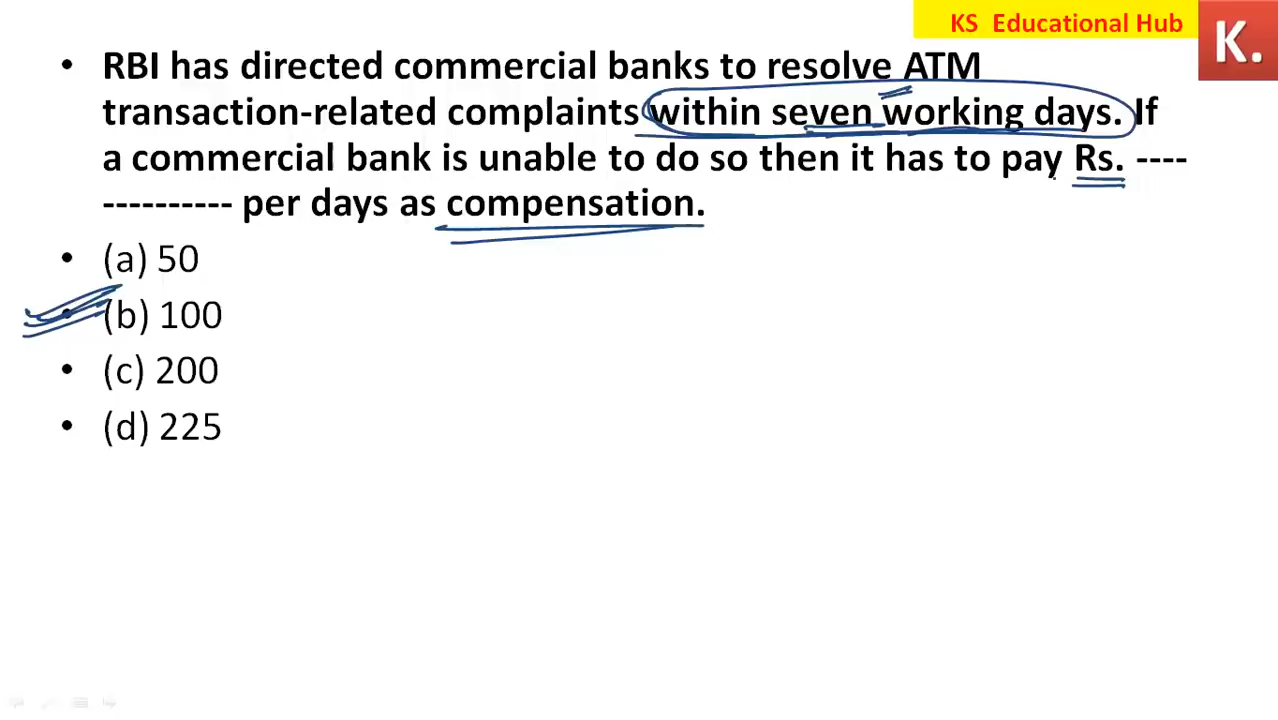 KS Educational Hub
K.
• RBI has directed commercial banks to resolve ATM
transaction-related complaints within seven working days. If
a commercial bank is unable to do so then it has to pay Rs. ----
----------- per days as compensation.
• (a) 50
• (b) 100
• (c) 200
• (d) 225